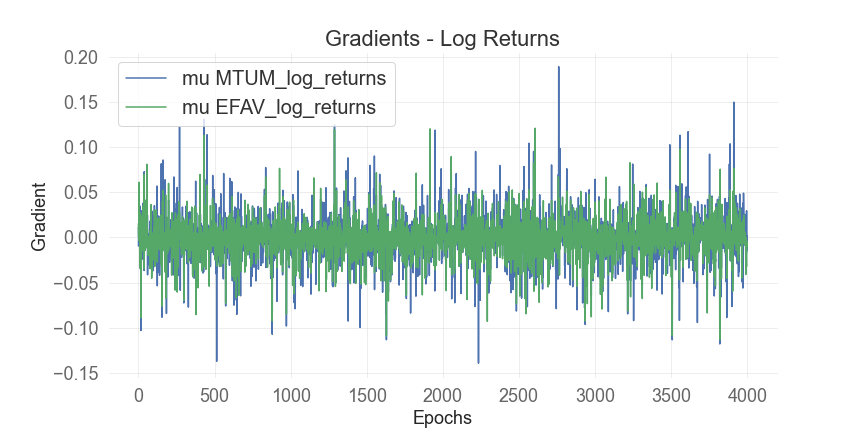 Gradients - Log Returns
mu MTUM_log_returns
mu EFAV_log_returns
Gradient
0.20
0.15
0.10
0.05
0.00
−0.05
−0.10
−0.15
0 500 1000 1500 2000 2500 3000 3500 4000
Epochs